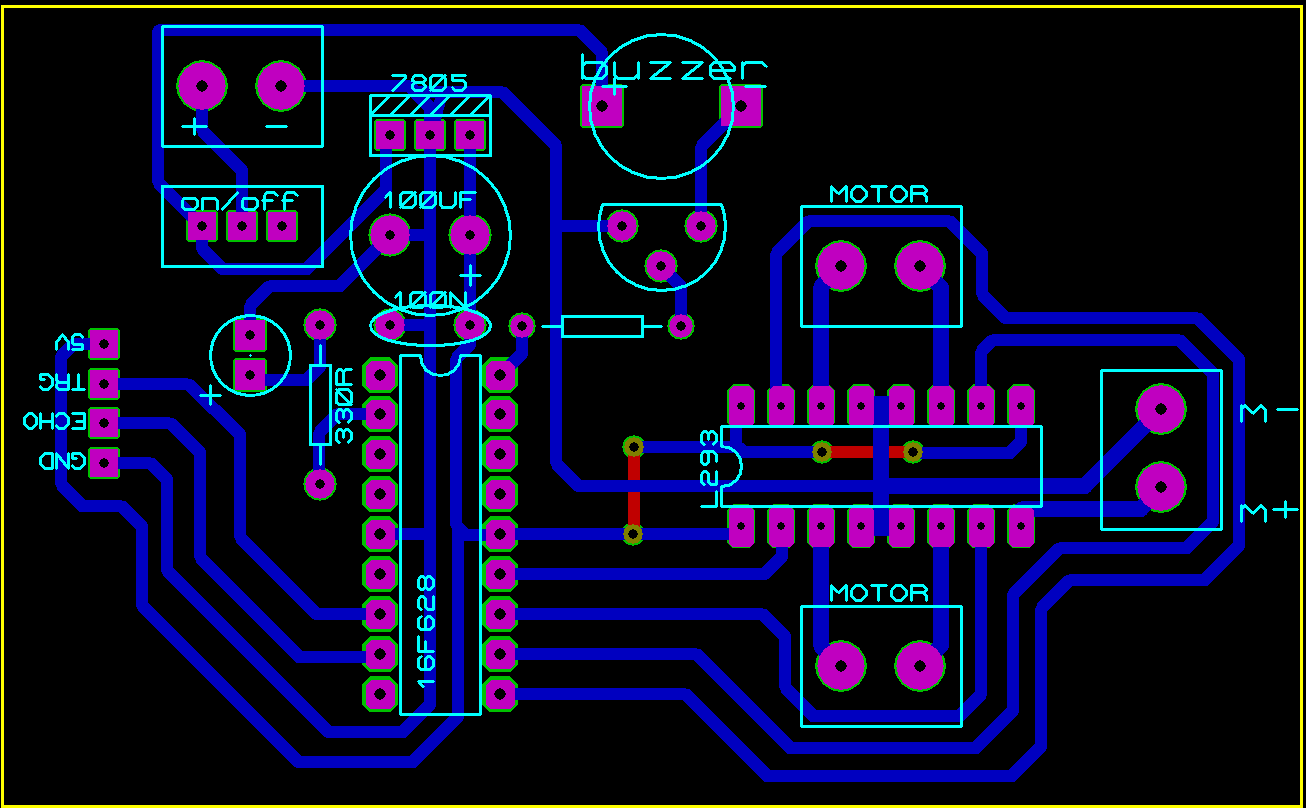 buzzer
+ -
7805
+ -
on/off
100UF
+
MOTOR
100N
5V
TRG
ECHO
GND
+
330R
L293
M-
M+
16F628
MOTOR